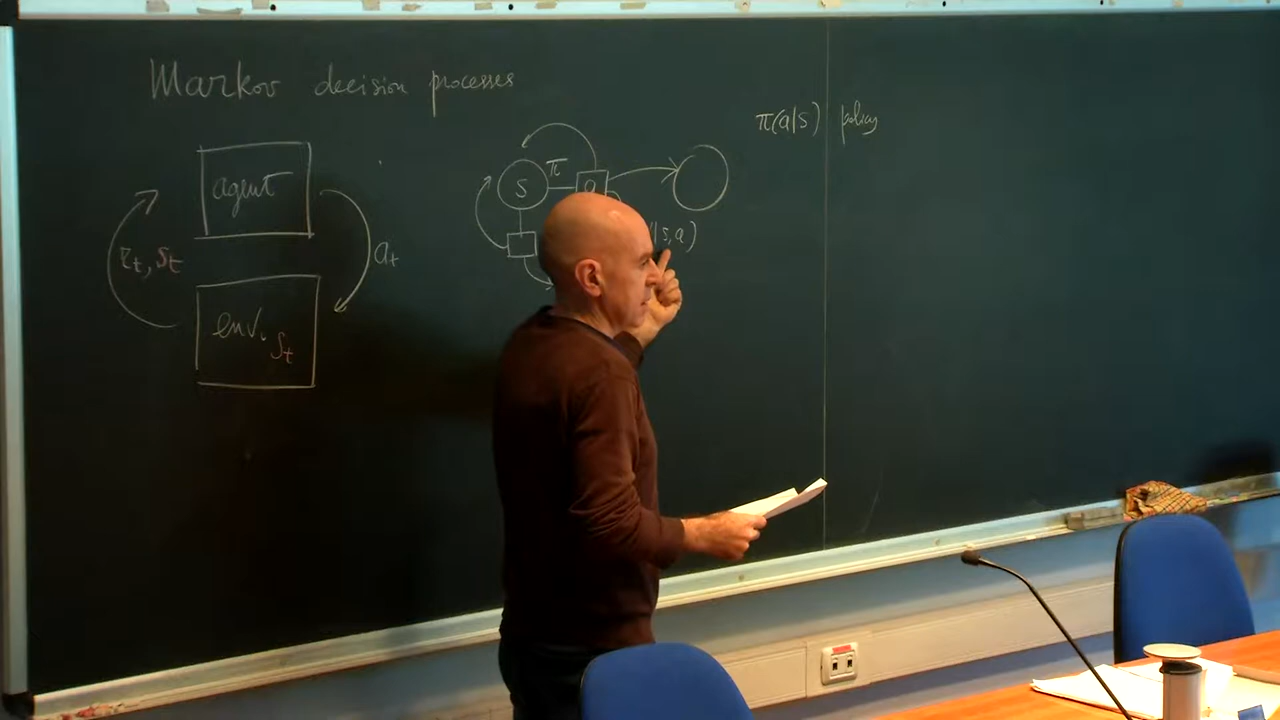 Markov decision processes
π(a|s) policy
agent
S
π
a
|s,a)
r_t, s_t
a_t
env. S_t